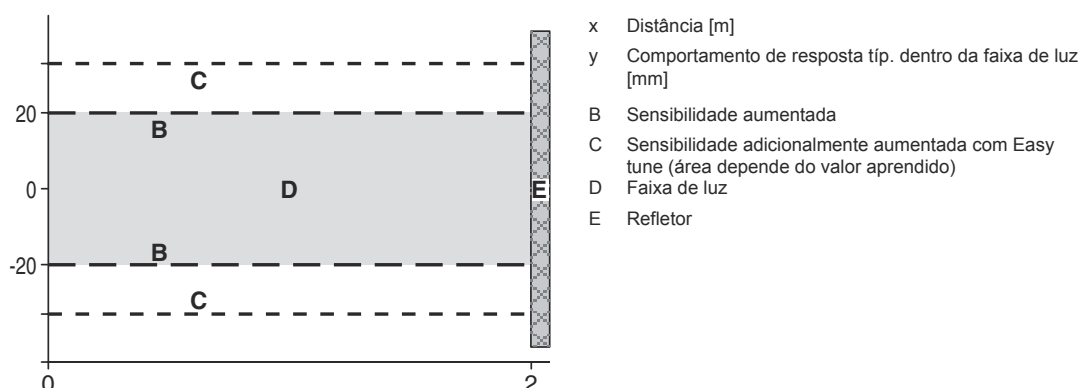 C
20
B
0
D
E
B
-20
C
0
2
x Distância [m]
y Comportamento de resposta típ. dentro da faixa de luz
[mm]
B Sensibilidade aumentada
C Sensibilidade adicionalmente aumentada com Easy
tune (área depende do valor aprendido)
D Faixa de luz
E Refletor